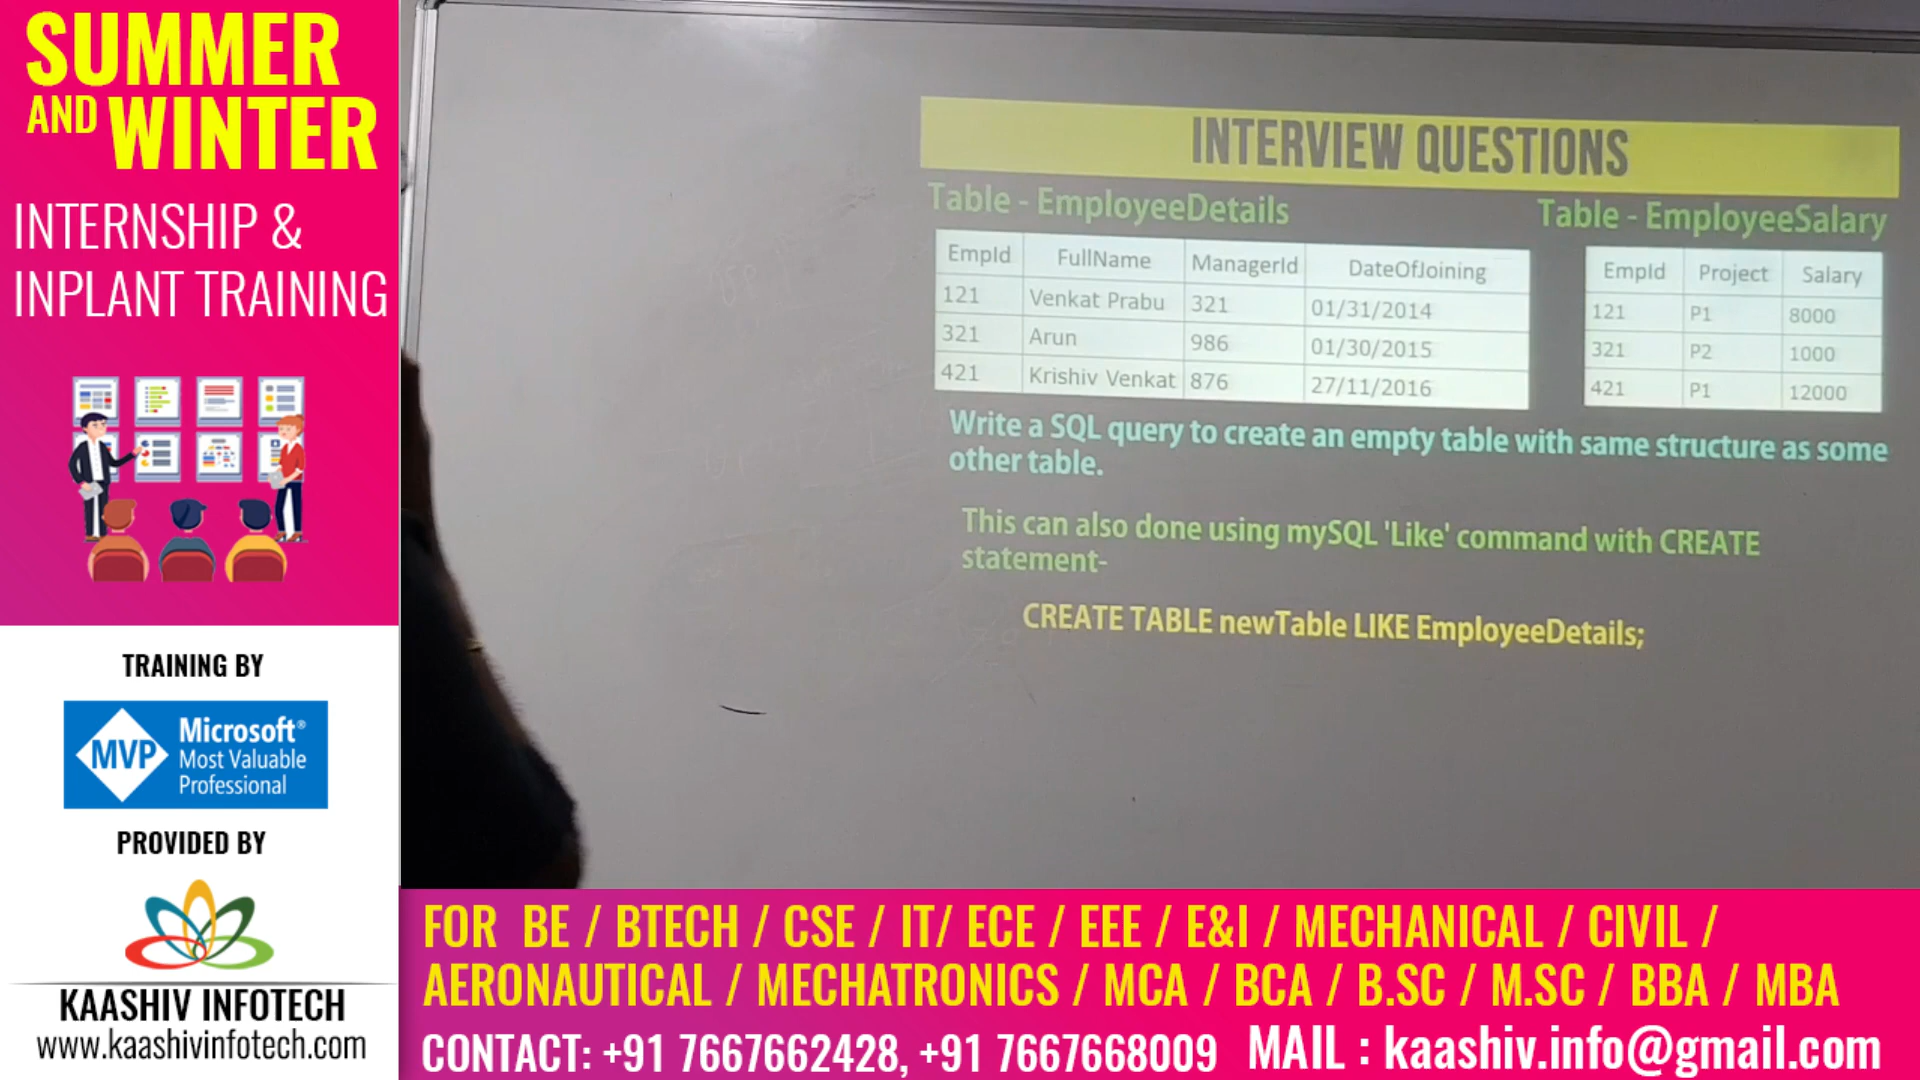 SUMMER
AND WINTER
INTERNSHIP &
INPLANT TRAINING
TRAINING BY
MVP
Microsoft®
Most Valuable
Professional
PROVIDED BY
KAASHIV INFOTECH
www.kaashivinfotech.com
INTERVIEW QUESTIONS
Table - EmployeeDetails
EmpId FullName ManagerId DateOfJoining
121 Venkat Prabu 321 01/31/2014
321 Arun 986 01/30/2015
421 Krishiv Venkat 876 27/11/2016
Table - EmployeeSalary
EmpId Project Salary
121 P1 8000
321 P2 1000
421 P1 12000
Write a SQL query to create an empty table with same structure as some
other table.
This can also done using mySQL 'Like' command with CREATE
statement-
CREATE TABLE newTable LIKE EmployeeDetails;
FOR BE / BTECH / CSE / IT/ ECE / EEE / E&I / MECHANICAL / CIVIL /
AERONAUTICAL / MECHATRONICS / MCA / BCA / B.SC / M.SC / BBA / MBA
CONTACT: +91 7667662428, +91 7667668009 MAIL : kaashiv.info@gmail.com